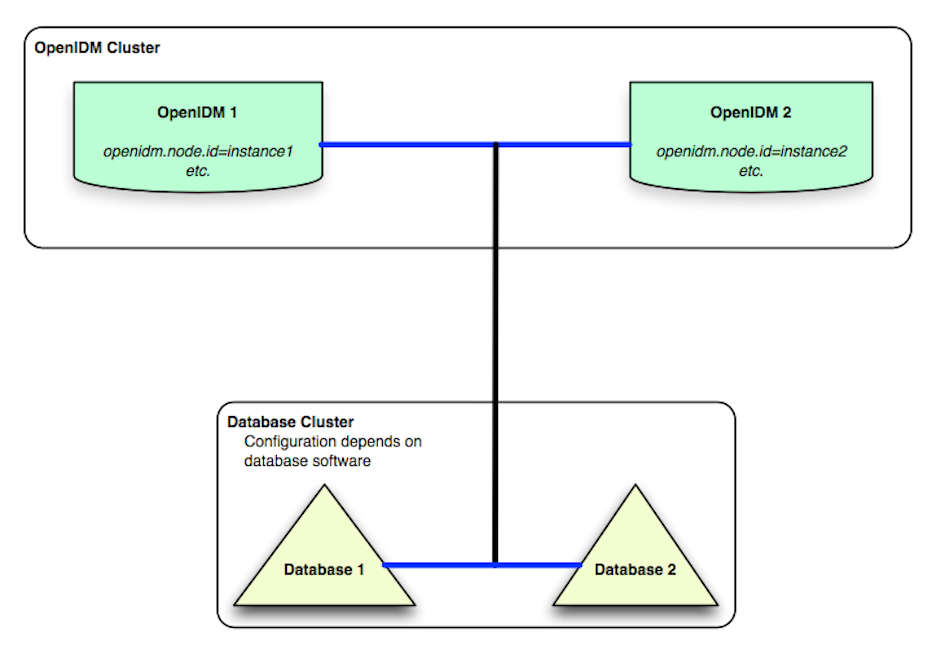 OpenIDM Cluster
OpenIDM 1
openidm.node.id=instance1
etc.
OpenIDM 2
openidm.node.id=instance2
etc.
Database Cluster
Configuration depends on
database software
Database 1
Database 2